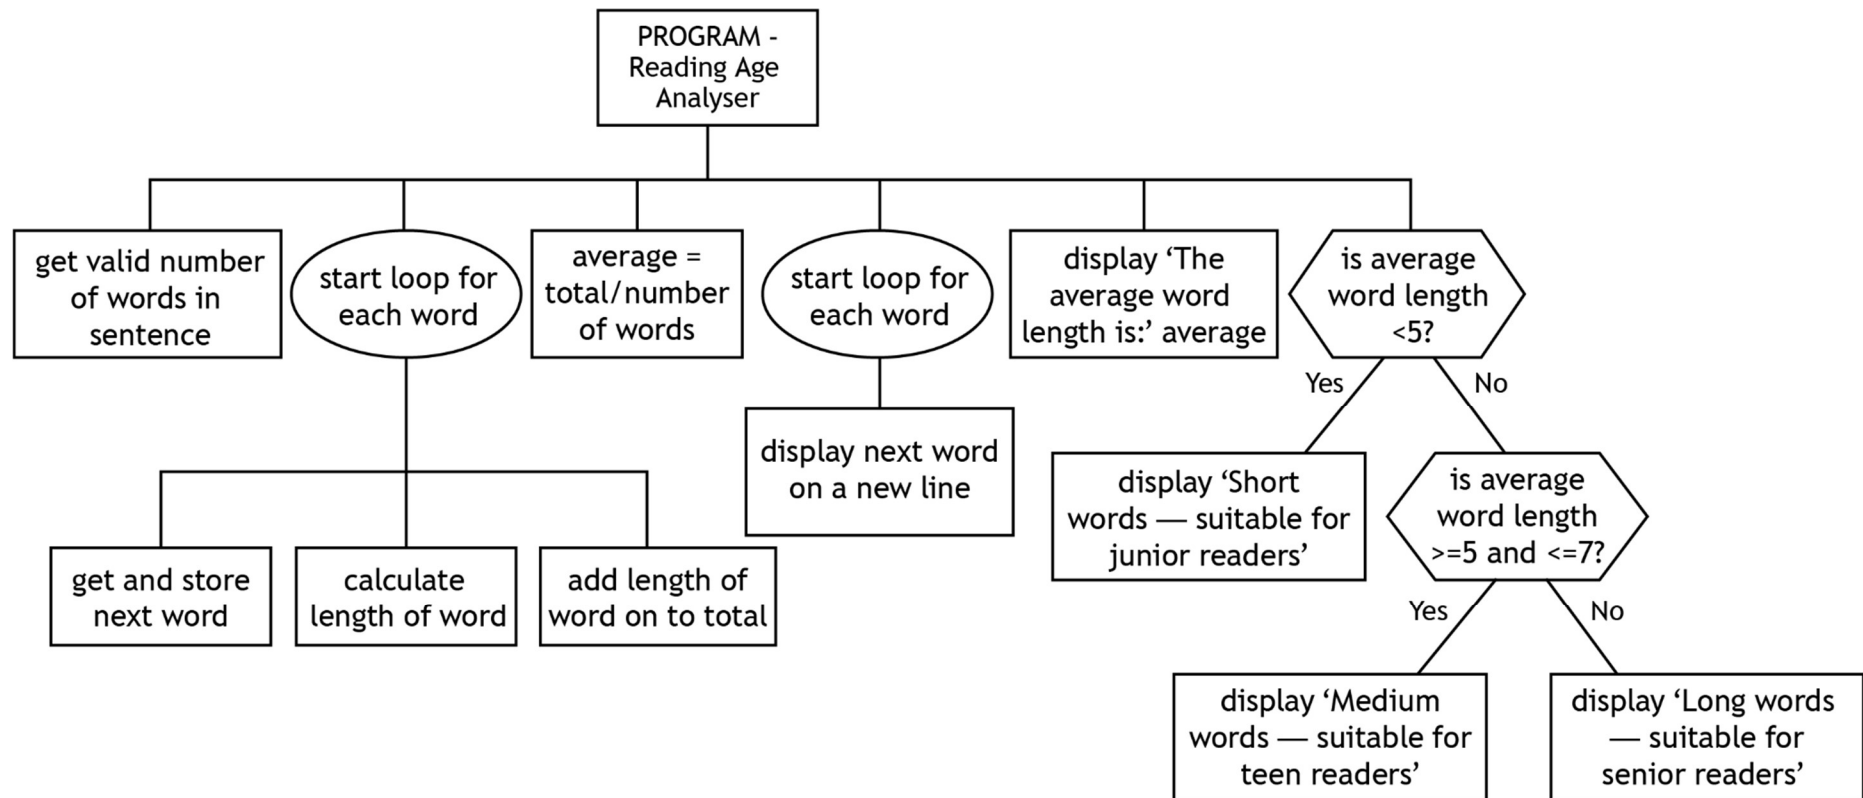 PROGRAM -
Reading Age
Analyser
get valid number
of words in
sentence
start loop for
each word
average =
total/number
of words
start loop for
each word
display ‘The
average word
length is:’ average
is average
word length
<5?
Yes
No
display next word
on a new line
display ‘Short
words — suitable for
junior readers’
is average
word length
>=5 and <=7?
get and store
next word
calculate
length of word
add length of
word on to total
Yes
No
display ‘Medium
words — suitable for
teen readers’
display ‘Long words
— suitable for
senior readers’